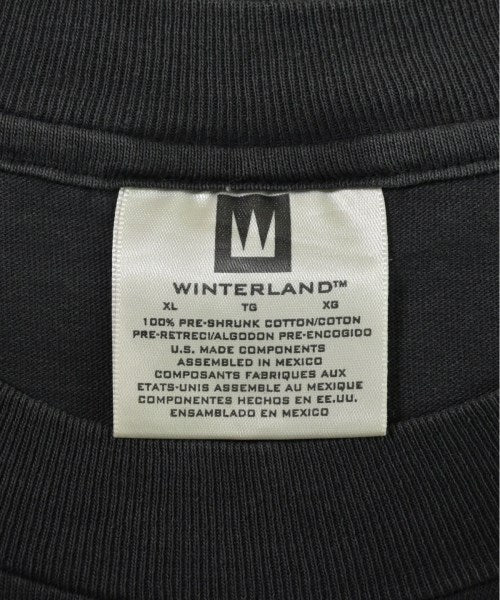 W
WINTERLAND™
XL TG XG
100% PRE-SHRUNK COTTON/COTON
PRE-RETRECI/ALGODON PRE-ENCOGIDO
U.S. MADE COMPONENTS
ASSEMBLED IN MEXICO
COMPOSANTS FABRIQUES AUX
ETATS-UNIS ASSEMBLE AU MEXIQUE
COMPONENTES HECHOS EN EE.UU.
ENSAMBLADO EN MEXICO